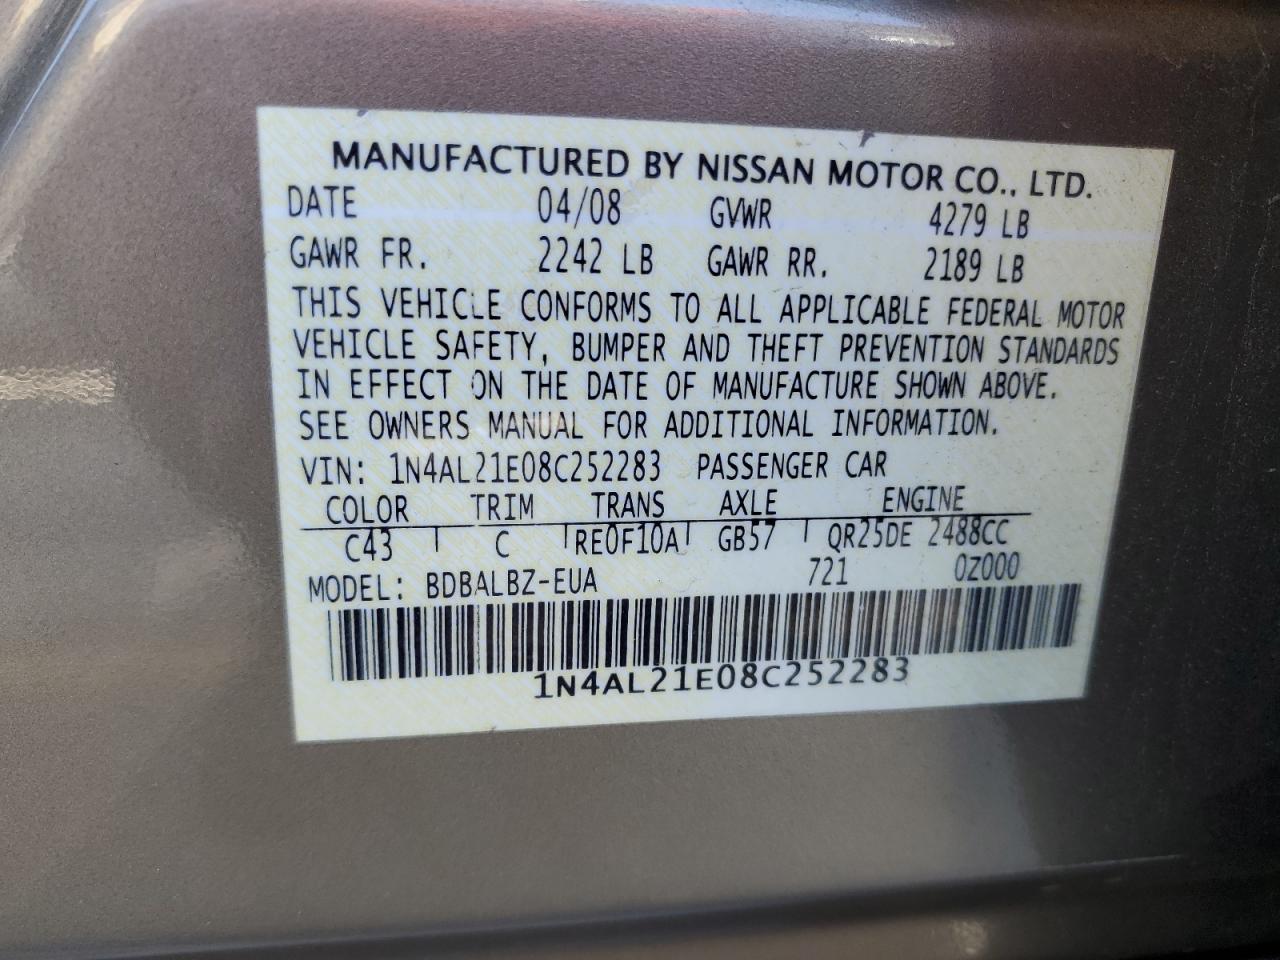 MANUFACTURED BY NISSAN MOTOR CO., LTD.
DATE 04/08 GVWR 4279 LB
GAWR FR. 2242 LB GAWR RR. 2189 LB
THIS VEHICLE CONFORMS TO ALL APPLICABLE FEDERAL MOTOR
VEHICLE SAFETY, BUMPER AND THEFT PREVENTION STANDARDS
IN EFFECT ON THE DATE OF MANUFACTURE SHOWN ABOVE.
SEE OWNERS MANUAL FOR ADDITIONAL INFORMATION.
VIN: 1N4AL21E08C252283 PASSENGER CAR
COLOR TRIM TRANS AXLE ENGINE
C43 C RE0F10A GB57 QR25DE 2488CC
MODEL: BDBALBZ-EUA 721 0Z000
1N4AL21E08C252283